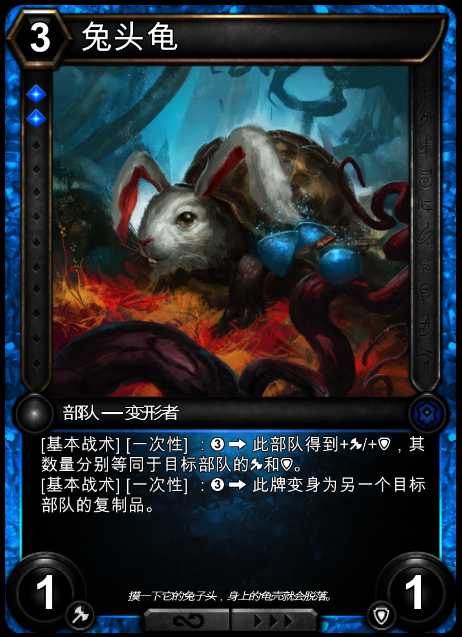 3 兔头龟
部队 — 变形者
[基本战术] [一次性] ：3➡ 此部队得到+/+，其
数量分别等同于目标部队的和。
[基本战术] [一次性] ：3➡ 此牌变身为另一个目标
部队的复制品。
摸一下它的兔子头，身上的龟壳就会脱落。
1 1